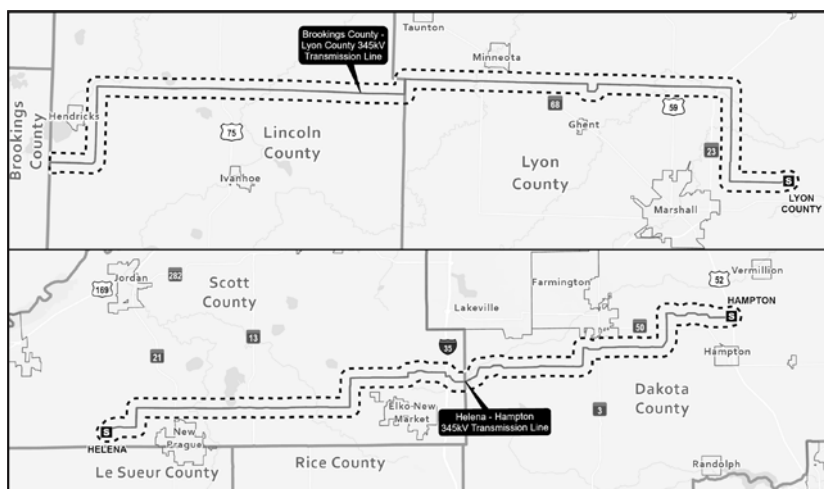 Brookings County -
Lyon County 345kV
Transmission Line
Taunton
Minneota
Hendricks
68
59
Brookings
County
75
Lincoln
County
Ghent
Lyon
County
23
Ivanhoe
S
LYON
COUNTY
Marshall
Jordan
282
Scott
County
169
Farmington
Lakeville
52
Vermillion
HAMPTON
S
50
13
35
21
Hampton
Dakota
County
Elko New
Market
3
Helena - Hampton
345kV Transmission Line
S
HELENA
New
Prague
Le Sueur County
Rice County
Randolph